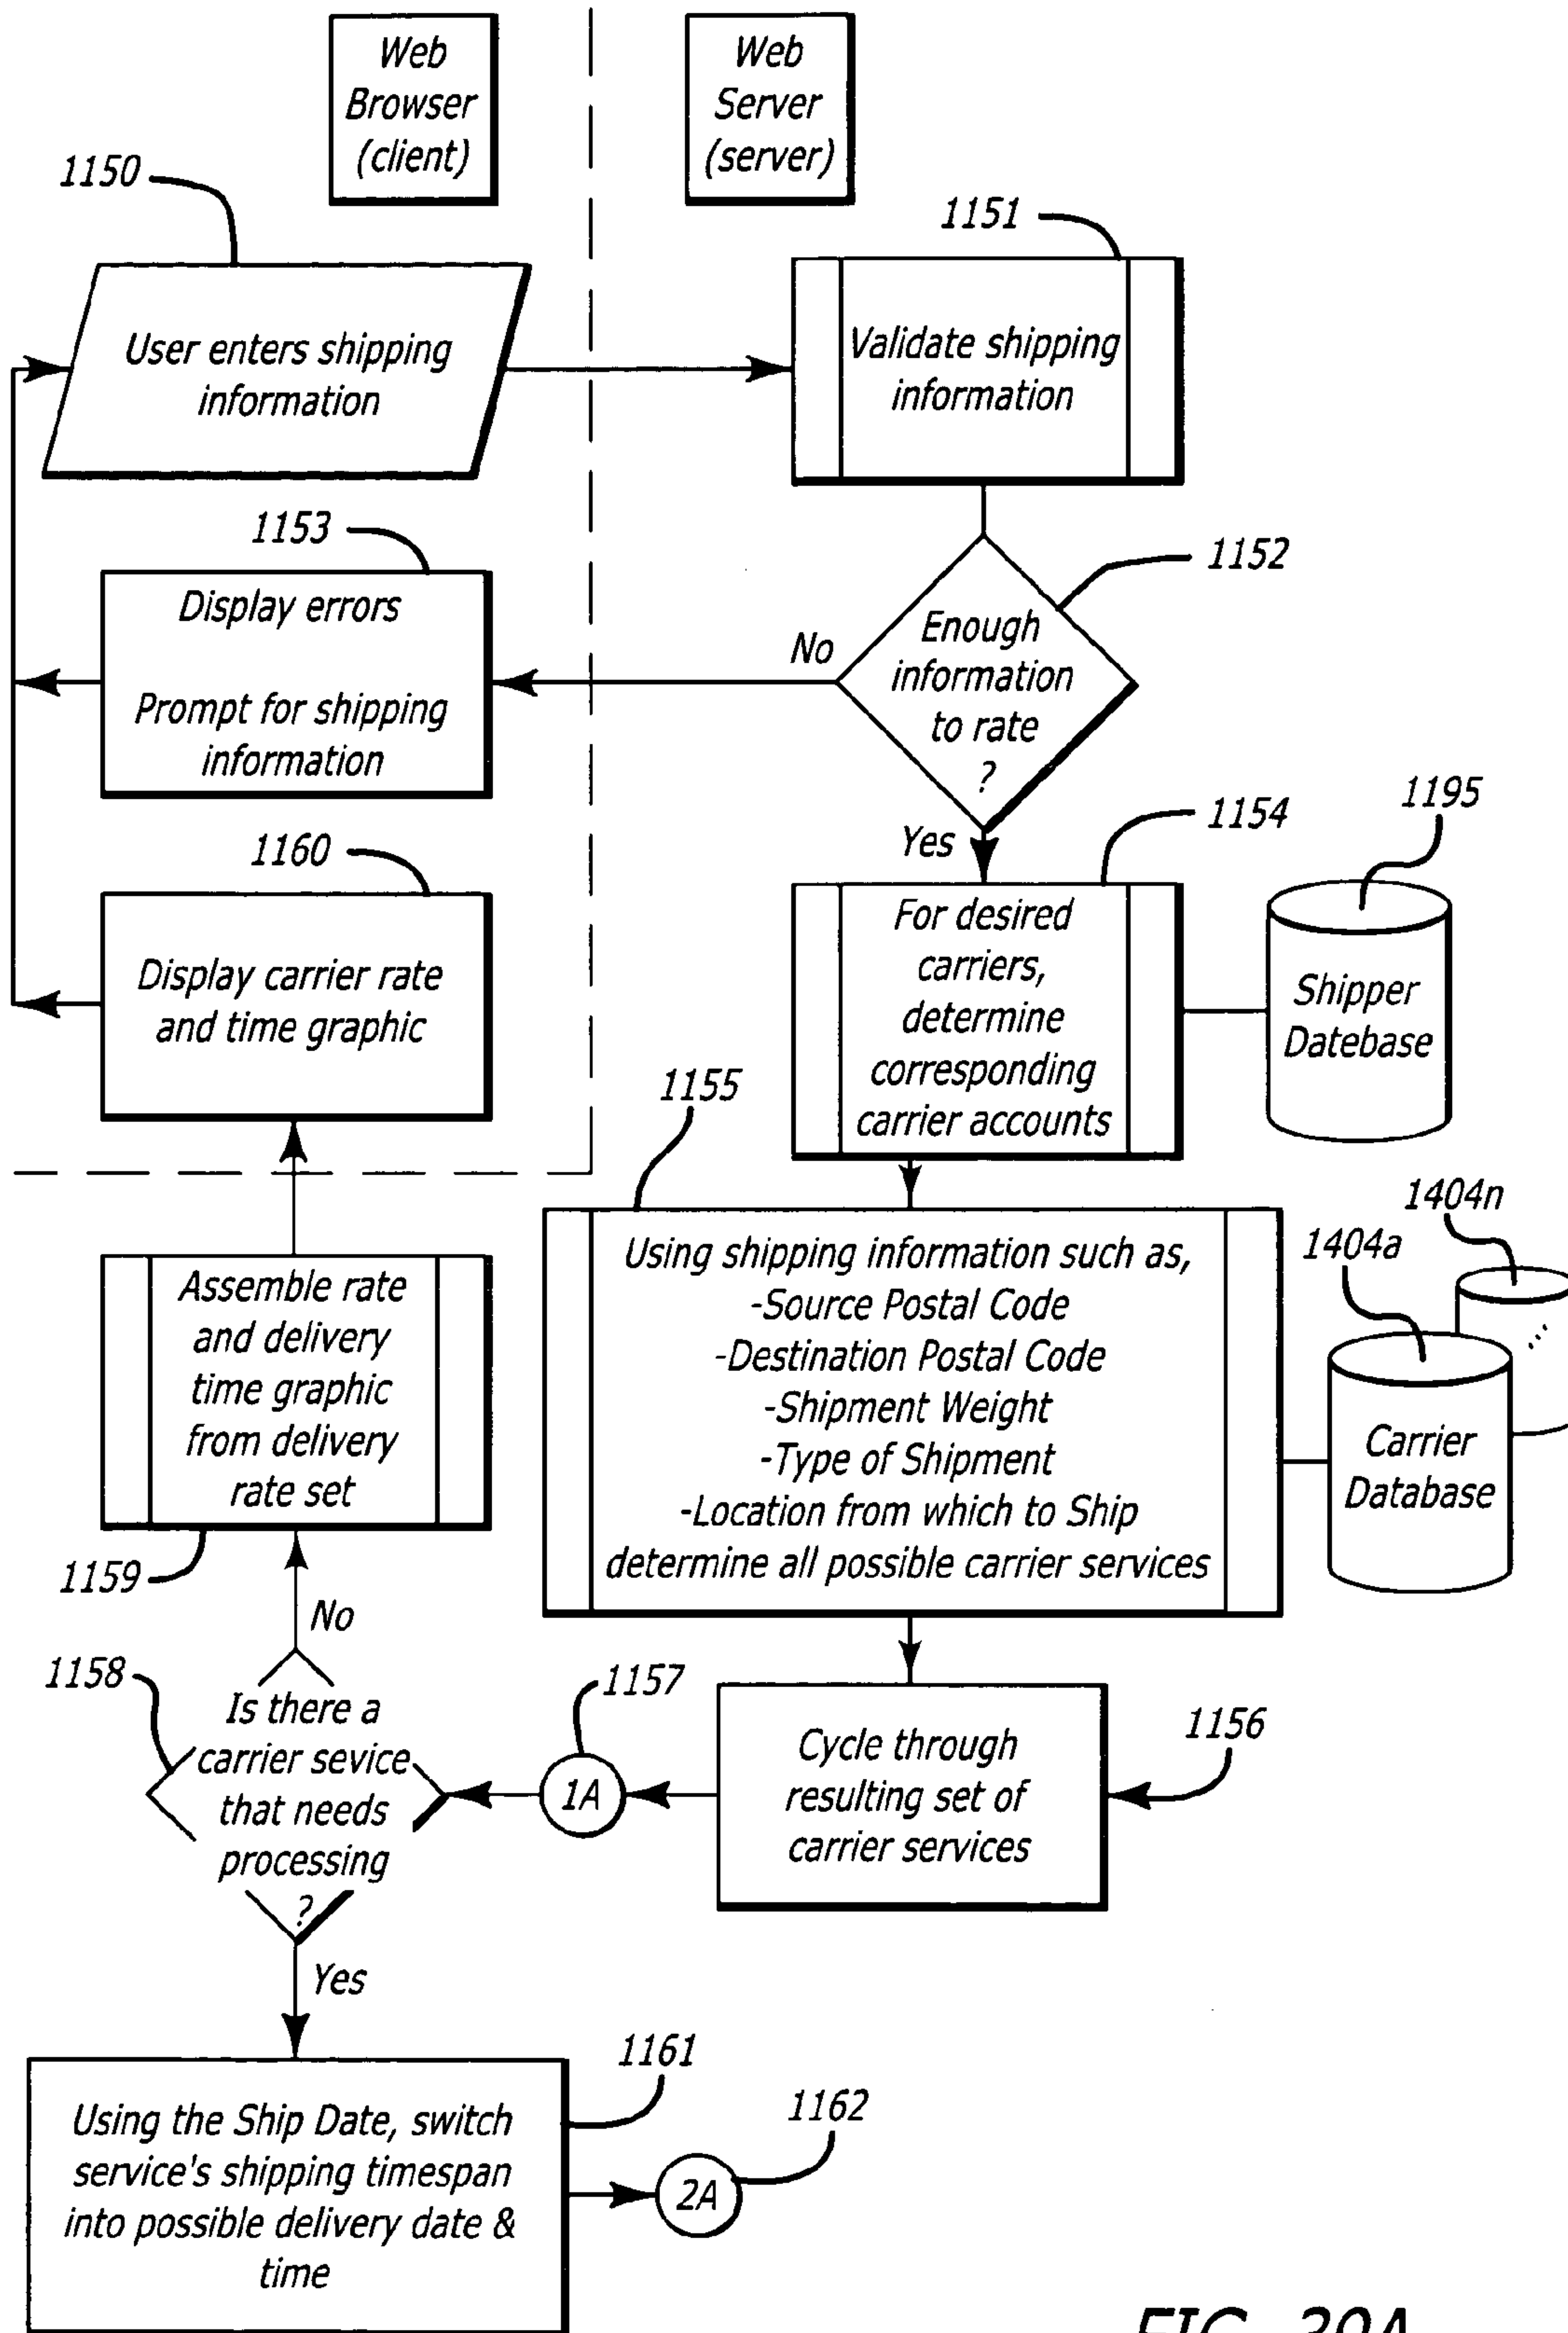 Web
Browser
(client)
Web
Server
(server)
1150
User enters shipping
information
1151
Validate shipping
information
1153
Display errors
Prompt for shipping
information
1152
Enough
information
to rate
?
No
Yes
1160
Display carrier rate
and time graphic
1154
For desired
carriers,
determine
corresponding
carrier accounts
1195
Shipper
Datebase
1155
Using shipping information such as,
-Source Postal Code
-Destination Postal Code
-Shipment Weight
-Type of Shipment
-Location from which to Ship
determine all possible carrier services
1404n
1404a
...
Carrier
Database
Assemble rate
and delivery
time graphic
from delivery
rate set
1159
No
1158
Is there a
carrier sevice
that needs
processing
?
Yes
1157
1A
Cycle through
resulting set of
carrier services
1156
1161
Using the Ship Date, switch
service's shipping timespan
into possible delivery date &
time
1162
2A
FIG. 39A